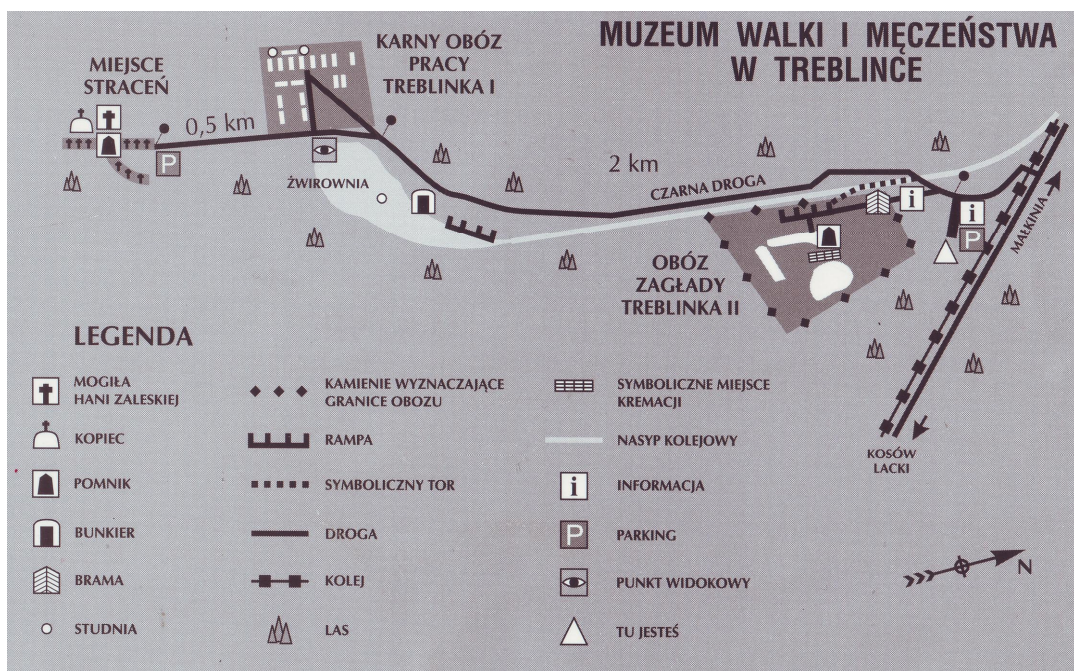 MUZEUM WALKI I MĘCZEŃSTWA
W TREBLINCE
MIEJSCE
STRACEŃ
KARNY OBÓZ
PRACY
TREBLINKA I
0,5 km
P
ŻWIROWNIA
2 km
CZARNA DROGA
i
i
P
MAŁKINIA
OBÓZ
ZAGŁADY
TREBLINKA II
KOSÓW
LACKI
LEGENDA
MOGIŁA
HANI ZALESKIEJ
KOPIEC
POMNIK
BUNKIER
BRAMA
STUDNIA
KAMIENIE WYZNACZAJĄCE
GRANICE OBOZU
RAMPA
SYMBOLICZNY TOR
DROGA
KOLEJ
LAS
SYMBOLICZNE MIEJSCE
KREMACJI
NASYP KOLEJOWY
i INFORMACJA
P PARKING
PUNKT WIDOKOWY
TU JESTEŚ
N